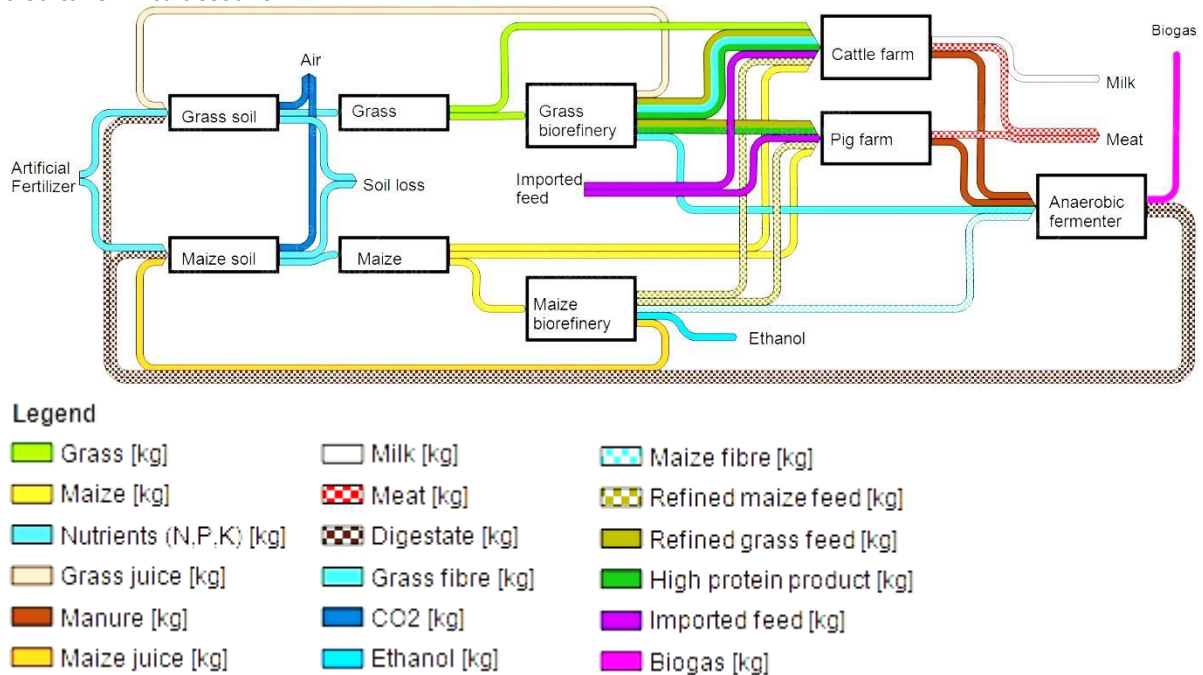 Biogas
Air
Cattle farm
Milk
Grass soil
Grass
Grass
biorefinery
Pig farm
Meat
Artificial
Fertilizer
Soil loss
Imported
feed
Anaerobic
fermenter
Maize soil
Maize
Maize
biorefinery
Ethanol
Legend
Grass [kg]
Maize [kg]
Nutrients (N,P,K) [kg]
Grass juice [kg]
Manure [kg]
Maize juice [kg]
Milk [kg]
Meat [kg]
Digestate [kg]
Grass fibre [kg]
CO2 [kg]
Ethanol [kg]
Maize fibre [kg]
Refined maize feed [kg]
Refined grass feed [kg]
High protein product [kg]
Imported feed [kg]
Biogas [kg]